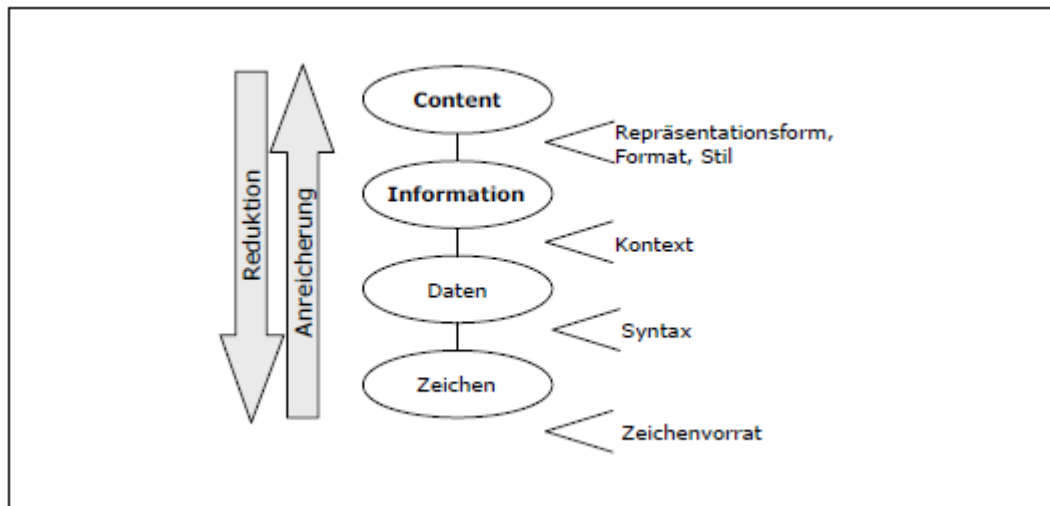 Content
Repräsentationsform,
Format, Stil
Information
Kontext
Daten
Syntax
Zeichen
Zeichenvorrat
Reduktion
Anreicherung